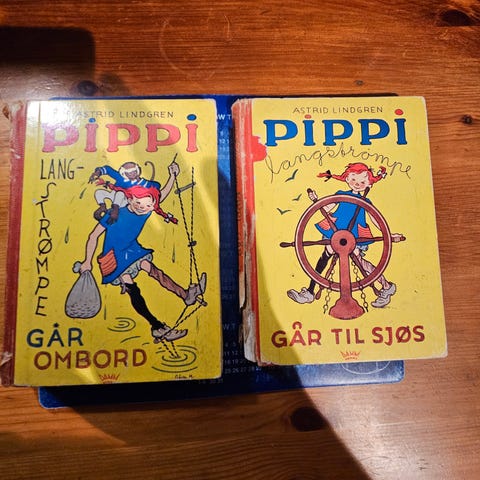 ASTRID LINDGREN
PIPPI
LANG-
STRØMPE
GÅR
OMBORD
ASTRID LINDGREN
PIPPI
langstrømpe
GÅR TIL SJØS